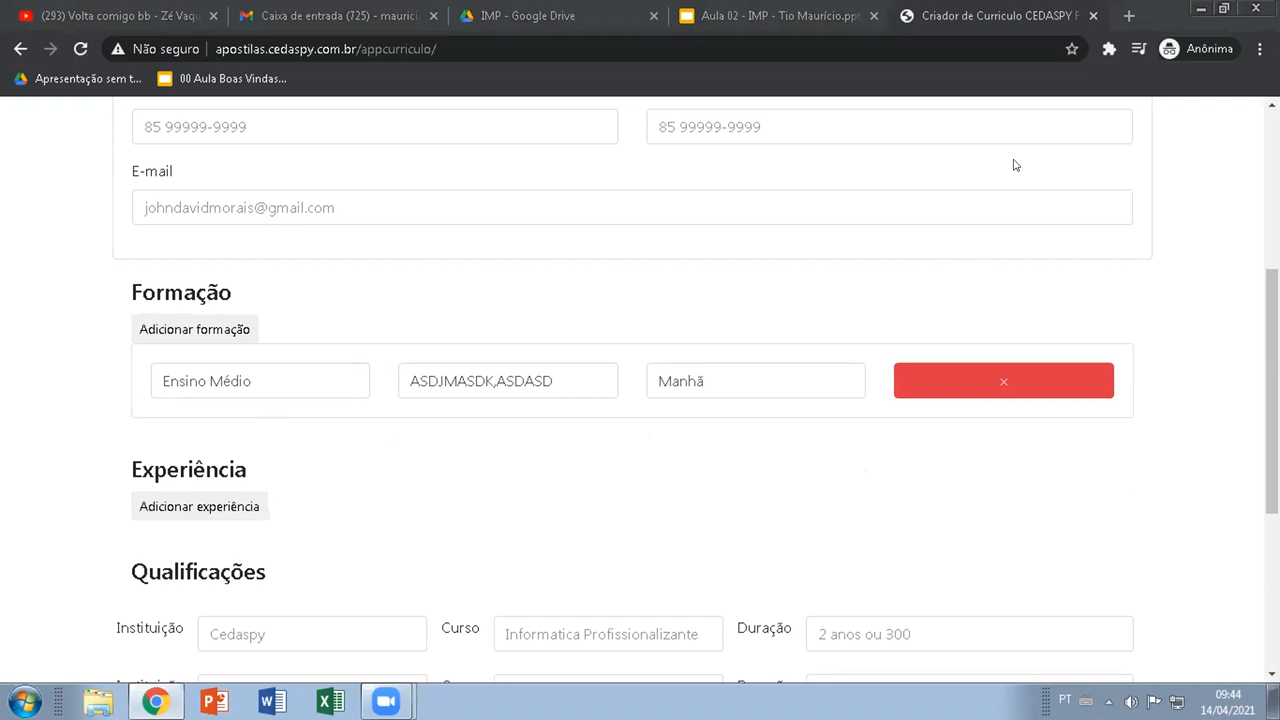 (293) Volta comigo bb - Zé Vaqu
Caixa de entrada (725) - maurici
IMP - Google Drive
Aula 02 - IMP - Tio Maurício.ppt
Criador de Curriculo CEDASPY F
Não seguro
apostilas.cedaspy.com.br/appcurriculo/
Anônima
Apresentação sem t...
00 Aula Boas Vindas...
85 99999-9999
85 99999-9999
E-mail
johndavidmorais@gmail.com
Formação
Adicionar formação
Ensino Médio
ASDJMASDK,ASDASD
Manhã
×
Experiência
Adicionar experiência
Qualificações
Instituição
Cedaspy
Curso
Informatica Profissionalizante
Duração
2 anos ou 300
PT
09:44
14/04/2021